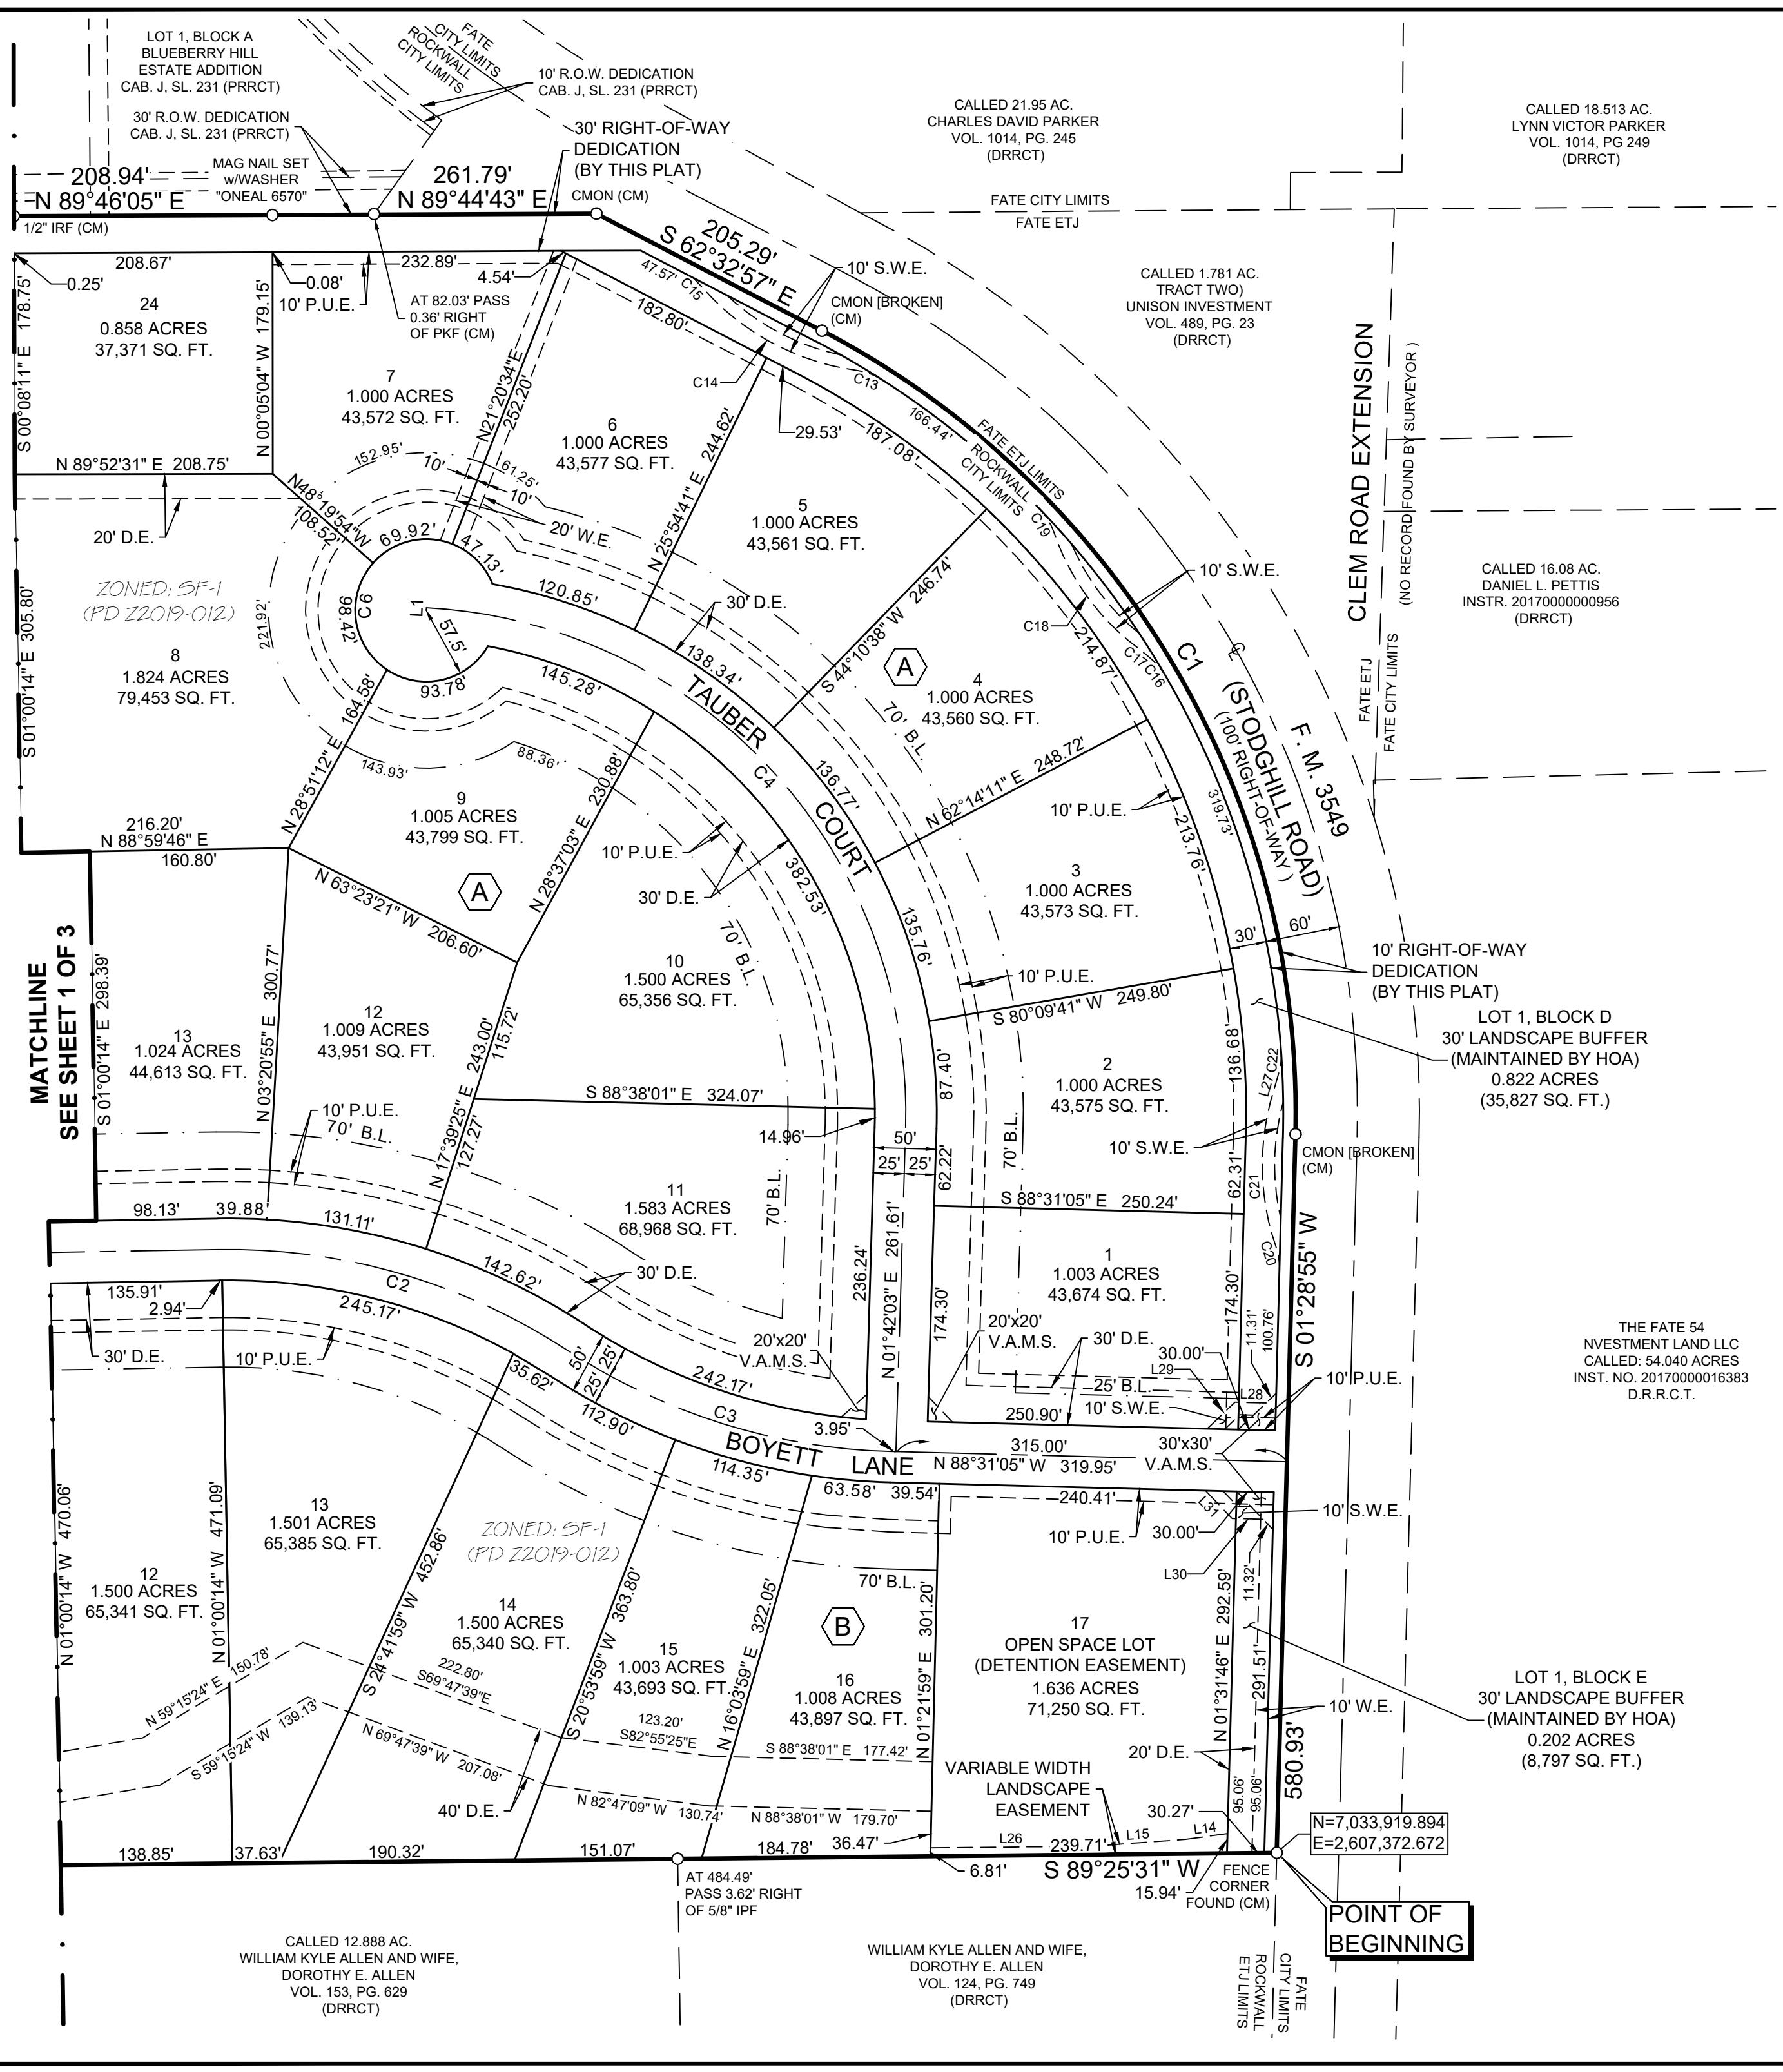 LOT 1, BLOCK A
BLUEBERRY HILL
ESTATE ADDITION
CAB. J, SL. 231 (PRRCT)
30' R.O.W. DEDICATION
CAB. J, SL. 231 (PRRCT)
FATE
CITY LIMITS
ROCKWALL
CITY LIMITS
10' R.O.W. DEDICATION
CAB. J, SL. 231 (PRRCT)
30' RIGHT-OF-WAY
DEDICATION
(BY THIS PLAT)
CALLED 21.95 AC.
CHARLES DAVID PARKER
VOL. 1014, PG. 245
(DRRCT)
CALLED 18.513 AC.
LYNN VICTOR PARKER
VOL. 1014, PG 249
(DRRCT)
208.94'
N 89°46'05" E
MAG NAIL SET
w/WASHER
"ONEAL 6570"
261.79'
N 89°44'43" E
CMON (CM)
1/2" IRF (CM)
FATE CITY LIMITS
FATE ETJ
205.29'
S 62°32'57" E
10' S.W.E.
CMON [BROKEN]
(CM)
CALLED 1.781 AC.
TRACT TWO)
UNISON INVESTMENT
VOL. 489, PG. 23
(DRRCT)
208.67'
0.25'
0.08'
10' P.U.E.
232.89'
4.54'
47.57'
C15
182.80'
AT 82.03' PASS
0.36' RIGHT
OF PKF (CM)
S 00°08'11" E 178.75'
24
0.858 ACRES
37,371 SQ. FT.
N 00°05'04" W 179.15'
7
1.000 ACRES
43,572 SQ. FT.
N21°20'34"E
252.20'
C14
C13
29.53'
166.44'
187.08'
FATE ETJ LIMITS
ROCKWALL
CITY LIMITS
C19
6
1.000 ACRES
43,577 SQ. FT.
N 25°54'41" E 244.62'
5
1.000 ACRES
43,561 SQ. FT.
N 89°52'31" E 208.75'
152.95'
10'
61.25'
10'
20' W.E.
N48°19'54"W
108.52'
69.92'
47.13'
20' D.E.
ZONED: SF-1
(PD Z2019-012)
221.92'
98.42'
C6
L1
57.5'
93.78'
120.85'
30' D.E.
138.34'
S 44°10'38" W 246.74'
C18
10' S.W.E.
214.87'
C17
C16
C1
CLEM ROAD EXTENSION
(NO RECORD FOUND BY SURVEYOR )
CALLED 16.08 AC.
DANIEL L. PETTIS
INSTR. 20170000000956
(DRRCT)
S 01°00'14" E 305.80'
8
1.824 ACRES
79,453 SQ. FT.
N 28°51'12" E 164.58'
145.28'
TAUBER
COURT
C4
A
4
1.000 ACRES
43,560 SQ. FT.
70' B.L.
F. M. 3549
(STODGHILL ROAD)
(100' RIGHT-OF-WAY )
FATE ETJ
FATE CITY LIMITS
143.93'
88.36'
9
1.005 ACRES
43,799 SQ. FT.
N 28°37'03" E 230.88'
136.77'
N 62°14'11" E 248.72'
10' P.U.E.
213.76'
319.73'
216.20'
N 88°59'46" E
160.80'
N 63°23'21" W 206.60'
A
10' P.U.E.
30' D.E.
382.53'
70' B.L.
3
1.000 ACRES
43,573 SQ. FT.
30'
60'
135.76'
10' RIGHT-OF-WAY
DEDICATION
(BY THIS PLAT)
MATCHLINE
SEE SHEET 1 OF 3
S 01°00'14" E 298.39'
N 03°20'55" E 300.77'
10
1.500 ACRES
65,356 SQ. FT.
10' P.U.E.
S 80°09'41" W 249.80'
LOT 1, BLOCK D
30' LANDSCAPE BUFFER
(MAINTAINED BY HOA)
0.822 ACRES
(35,827 SQ. FT.)
13
1.024 ACRES
44,613 SQ. FT.
12
1.009 ACRES
43,951 SQ. FT.
N 17°39'25" E 243.00'
115.72'
127.27'
S 88°38'01" E 324.07'
87.40'
2
1.000 ACRES
43,575 SQ. FT.
136.68'
L27
C22
10' P.U.E.
70' B.L.
14.96'
50'
25'
25'
62.22'
70' B.L.
10' S.W.E.
62.31'
C21
CMON [BROKEN]
(CM)
98.13'
39.88'
131.11'
11
1.583 ACRES
68,968 SQ. FT.
70' B.L.
S 88°31'05" E 250.24'
C20
S 01°28'55" W
580.93'
142.62'
30' D.E.
236.24'
N 01°42'03" E 261.61'
174.30'
1
1.003 ACRES
43,674 SQ. FT.
174.30'
11.31'
100.76'
C2
135.91'
2.94'
245.17'
30' D.E.
10' P.U.E.
50'
25'
25'
35.62'
112.90'
242.17'
20'x20'
V.A.M.S.
20'x20'
V.A.M.S.
30' D.E.
30.00'
L29
25' B.L.
L28
10' S.W.E.
10' P.U.E.
THE FATE 54
NVESTMENT LAND LLC
CALLED: 54.040 ACRES
INST. NO. 20170000016383
D.R.R.C.T.
C3
3.95'
250.90'
BOYETT LANE
315.00'
N 88°31'05" W 319.95'
30'x30'
V.A.M.S.
114.35'
63.58'
39.54'
240.41'
L31
10' S.W.E.
10' P.U.E.
30.00'
L30
N 01°00'14" W 470.06'
N 01°00'14" W 471.09'
13
1.501 ACRES
65,385 SQ. FT.
S 24°41'59" W 452.86'
ZONED: SF-1
(PD Z2019-012)
12
1.500 ACRES
65,341 SQ. FT.
14
1.500 ACRES
65,340 SQ. FT.
S 20°53'59" W 363.80'
15
1.003 ACRES
43,693 SQ. FT.
N 16°03'59" E 322.05'
70' B.L.
B
16
1.008 ACRES
43,897 SQ. FT.
N 01°21'59" E 301.20'
17
OPEN SPACE LOT
(DETENTION EASEMENT)
1.636 ACRES
71,250 SQ. FT.
N 01°31'46" E 292.59'
11.32'
291.51'
10' W.E.
LOT 1, BLOCK E
30' LANDSCAPE BUFFER
(MAINTAINED BY HOA)
0.202 ACRES
(8,797 SQ. FT.)
N 59°15'24" E 150.78'
S 59°15'24" W 139.13'
222.80'
S69°47'39"E
N 69°47'39" W 207.08'
123.20'
S82°55'25"E
S 88°38'01" E 177.42'
20' D.E.
VARIABLE WIDTH
LANDSCAPE
EASEMENT
95.06'
95.06'
40' D.E.
N 82°47'09" W 130.74'
N 88°38'01" W 179.70'
30.27'
N=7,033,919.894
E=2,607,372.672
138.85'
37.63'
190.32'
151.07'
184.78'
36.47'
L26
239.71'
L15
L14
6.81'
S 89°25'31" W
15.94'
FENCE
CORNER
FOUND (CM)
AT 484.49'
PASS 3.62' RIGHT
OF 5/8" IPF
POINT OF
BEGINNING
CALLED 12.888 AC.
WILLIAM KYLE ALLEN AND WIFE,
DOROTHY E. ALLEN
VOL. 153, PG. 629
(DRRCT)
WILLIAM KYLE ALLEN AND WIFE,
DOROTHY E. ALLEN
VOL. 124, PG. 749
(DRRCT)
FATE
CITY LIMITS
ROCKWALL
ETJ LIMITS